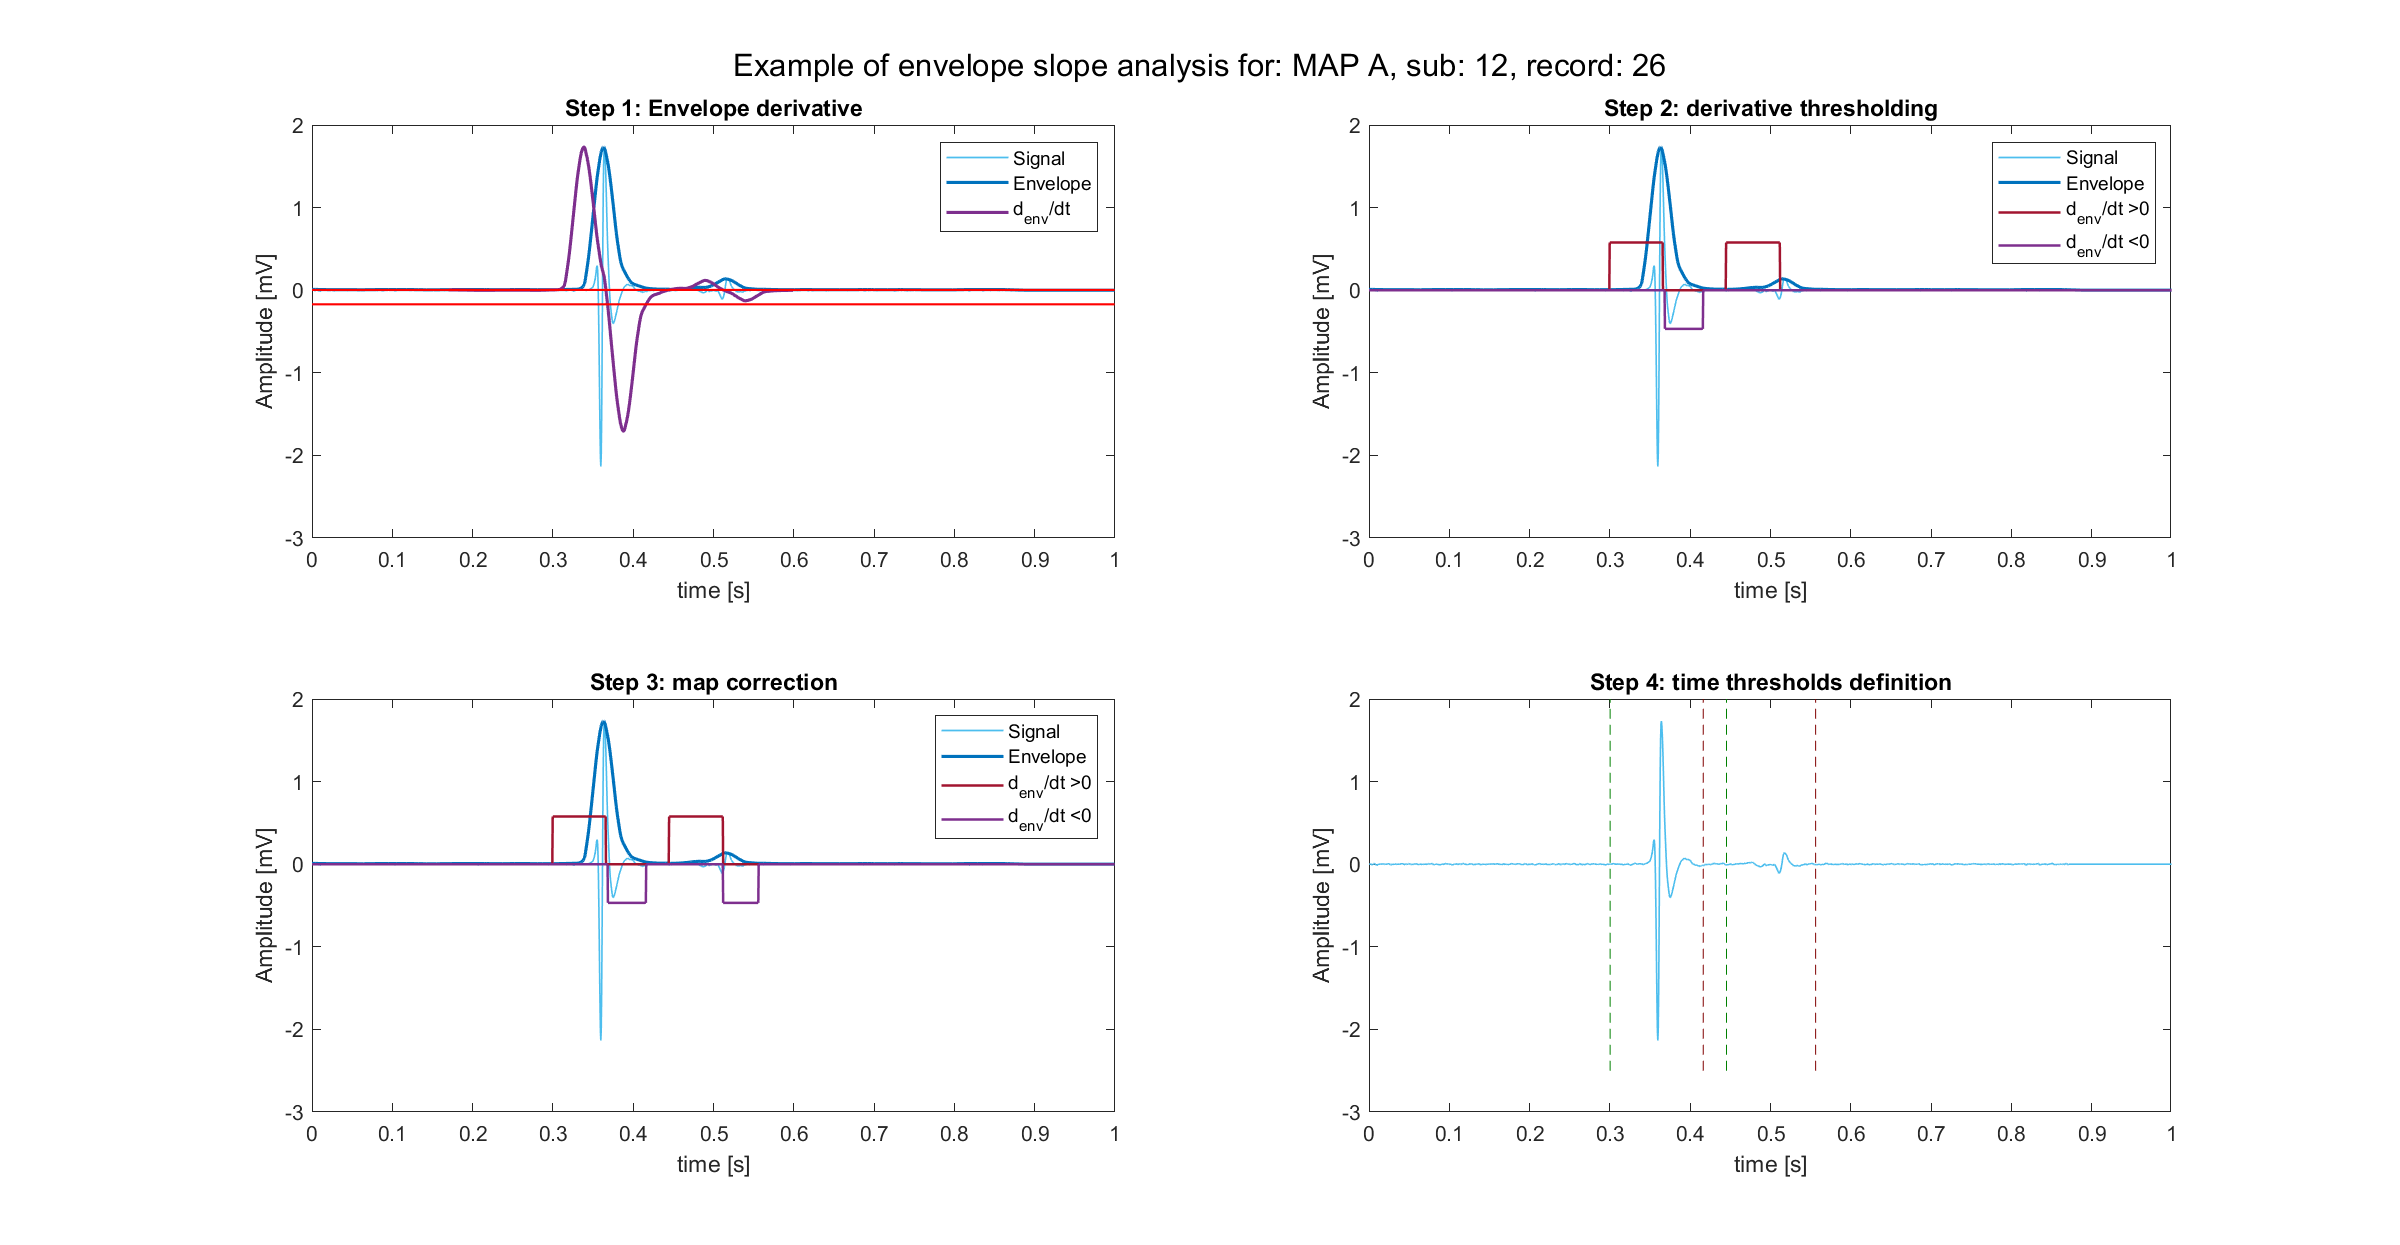 Example of envelope slope analysis for: MAP A, sub: 12, record: 26
Step 1: Envelope derivative
2
1
0
-1
-2
-3
Amplitude [mV]
0 0.1 0.2 0.3 0.4 0.5 0.6 0.7 0.8 0.9 1
time [s]
Signal
Envelope
d_env/dt
Step 2: derivative thresholding
2
1
0
-1
-2
-3
Amplitude [mV]
0 0.1 0.2 0.3 0.4 0.5 0.6 0.7 0.8 0.9 1
time [s]
Signal
Envelope
d_env/dt >0
d_env/dt <0
Step 3: map correction
2
1
0
-1
-2
-3
Amplitude [mV]
0 0.1 0.2 0.3 0.4 0.5 0.6 0.7 0.8 0.9 1
time [s]
Signal
Envelope
d_env/dt >0
d_env/dt <0
Step 4: time thresholds definition
2
1
0
-1
-2
-3
Amplitude [mV]
0 0.1 0.2 0.3 0.4 0.5 0.6 0.7 0.8 0.9 1
time [s]